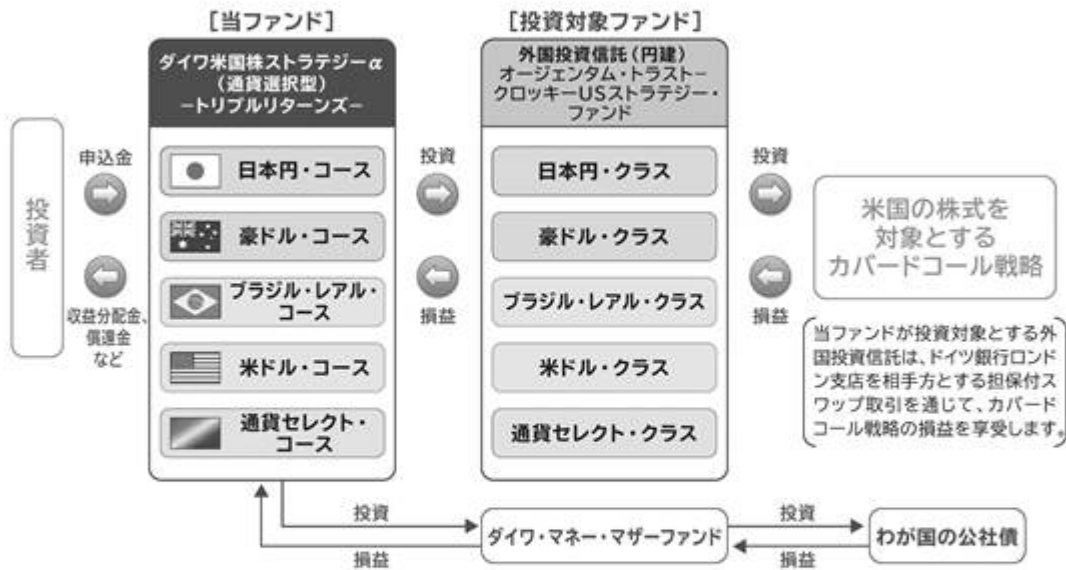 [当ファンド]
ダイワ米国株ストラテジーα
(通貨選択型)
－トリプルリターンズ－
[投資対象ファンド]
外国投資信託(円建)
オージェンタム・トラスト－
クロッキーUSストラテジー・
ファンド
投資者
申込金
収益分配金、
償還金
など
日本円・コース
豪ドル・コース
ブラジル・レアル・
コース
米ドル・コース
通貨セレクト・
コース
投資
損益
日本円・クラス
豪ドル・クラス
ブラジル・レアル・クラス
米ドル・クラス
通貨セレクト・クラス
投資
損益
米国の株式を
対象とする
カバードコール戦略
当ファンドが投資対象とする外
国投資信託は、ドイツ銀行ロンド
ン支店を相手方とする担保付ス
ワップ取引を通じて、カバード
コール戦略の損益を享受します。
投資
損益
ダイワ・マネー・マザーファンド
投資
損益
わが国の公社債